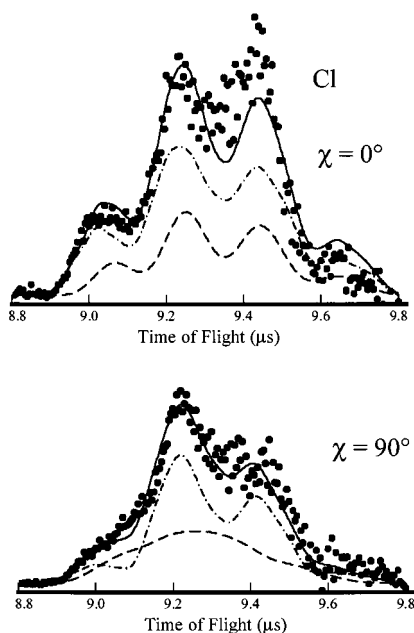 Cl
χ = 0°
8.8 9.0 9.2 9.4 9.6 9.8
Time of Flight (μs)
χ = 90°
8.8 9.0 9.2 9.4 9.6 9.8
Time of Flight (μs)